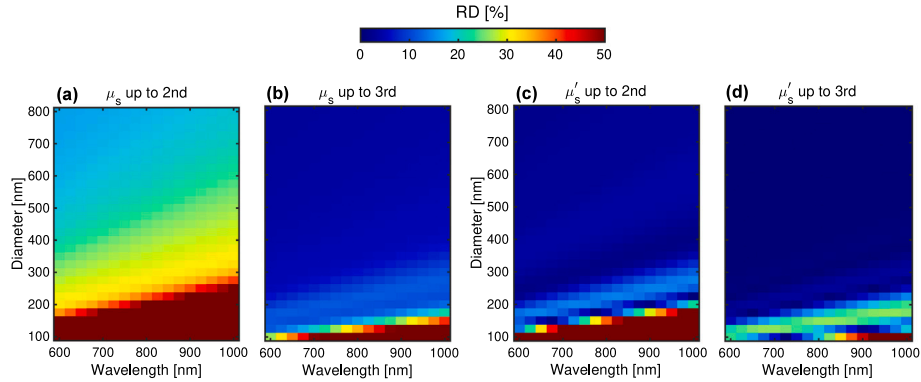 RD [%]
0 10 20 30 40 50
(a) μs up to 2nd
(b) μs up to 3rd
(c) μ′s up to 2nd
(d) μ′s up to 3rd
Diameter [nm]
800
700
600
500
400
300
200
100
600 700 800 900 1000
Wavelength [nm]
600 700 800 900 1000
Wavelength [nm]
Diameter [nm]
800
700
600
500
400
300
200
100
600 700 800 900 1000
Wavelength [nm]
600 700 800 900 1000
Wavelength [nm]